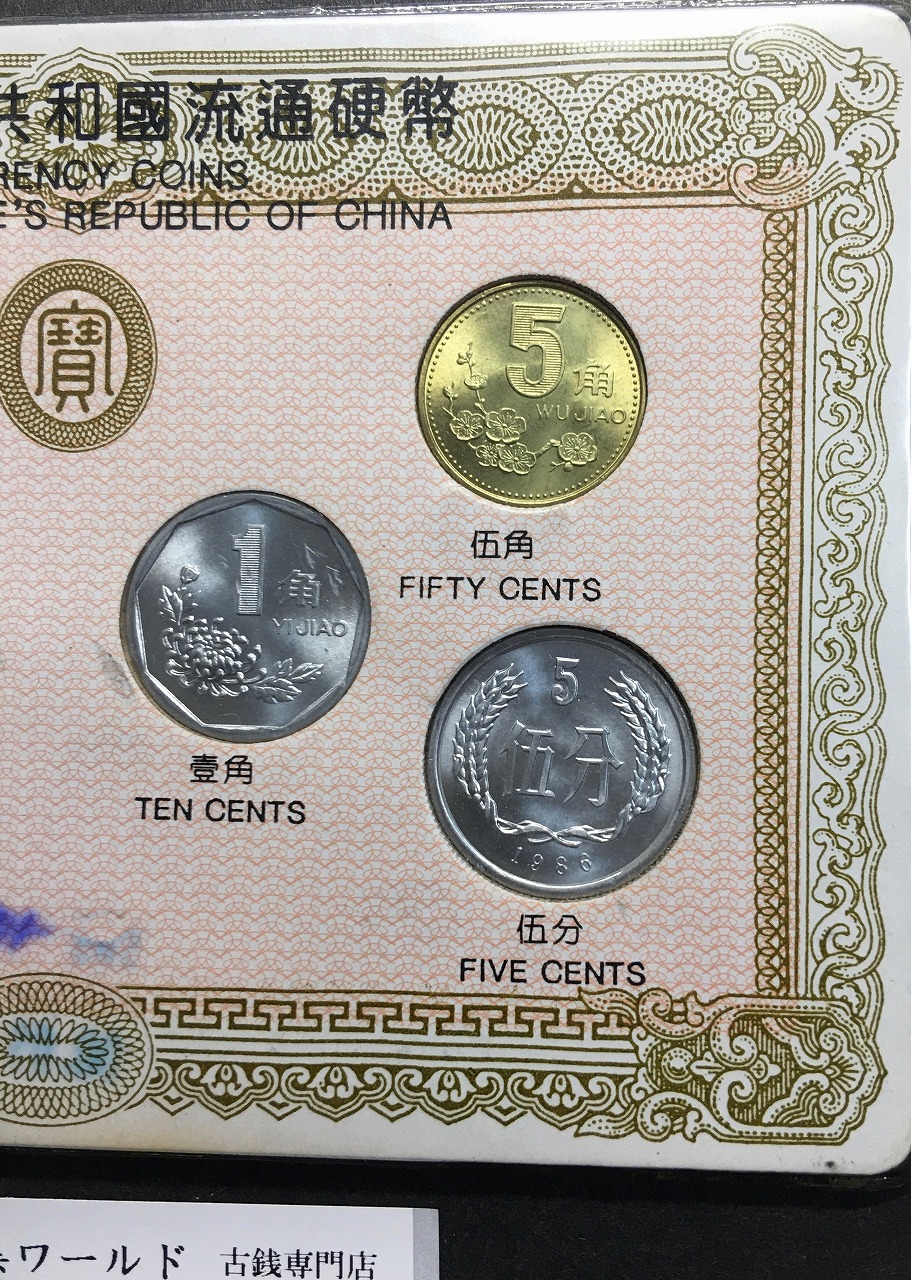 共和國流通硬幣
RENCY COINS
E'S REPUBLIC OF CHINA
寶
5
角
WU JIAO
伍角
FIFTY CENTS
1
角
YI JIAO
壹角
TEN CENTS
5
伍分
1986
伍分
FIVE CENTS
ワールド 古銭専門店